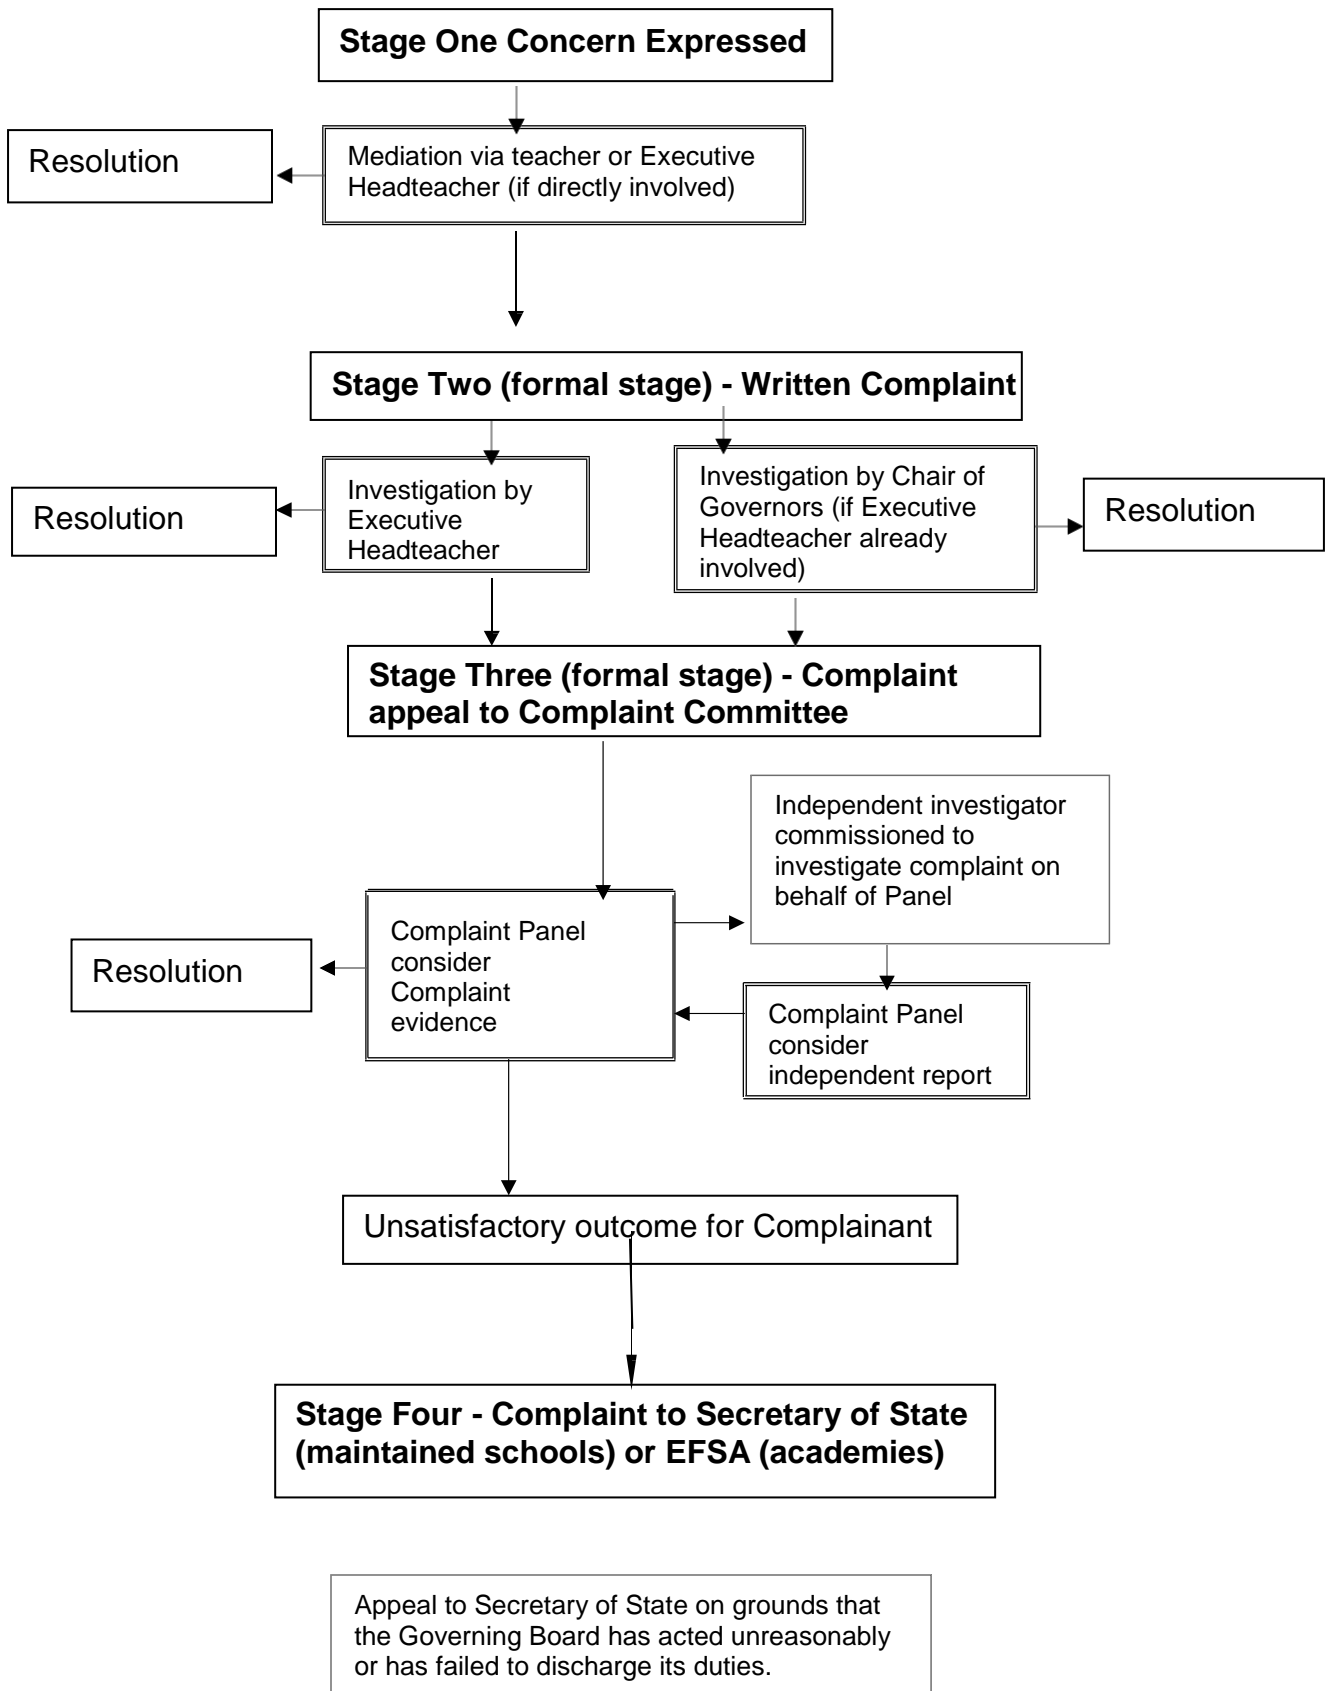 Stage One Concern Expressed
Resolution
Mediation via teacher or Executive
Headteacher (if directly involved)
Stage Two (formal stage) - Written Complaint
Resolution
Investigation by
Executive
Headteacher
Investigation by Chair of
Governors (if Executive
Headteacher already
involved)
Resolution
Stage Three (formal stage) - Complaint
appeal to Complaint Committee
Independent investigator
commissioned to
investigate complaint on
behalf of Panel
Resolution
Complaint Panel
consider
Complaint
evidence
Complaint Panel
consider
independent report
Unsatisfactory outcome for Complainant
Stage Four - Complaint to Secretary of State
(maintained schools) or EFSA (academies)
Appeal to Secretary of State on grounds that
the Governing Board has acted unreasonably
or has failed to discharge its duties.